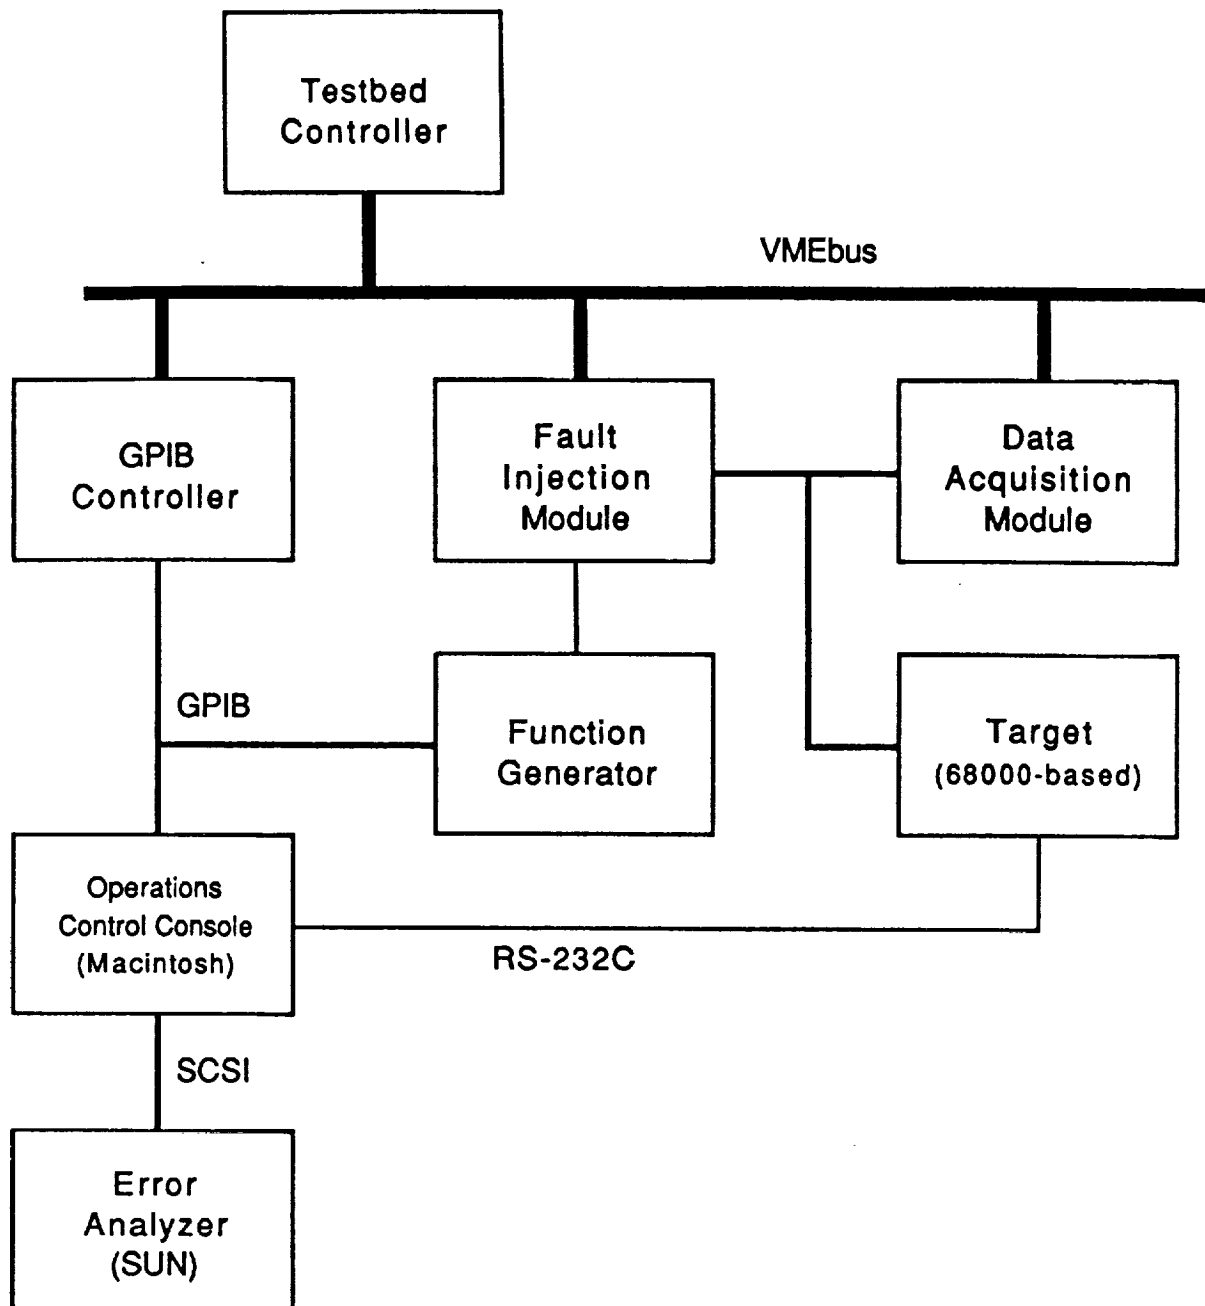 Testbed
Controller
VMEbus
GPIB
Controller
Fault
Injection
Module
Data
Acquisition
Module
GPIB
Function
Generator
Target
(68000-based)
Operations
Control Console
(Macintosh)
RS-232C
SCSI
Error
Analyzer
(SUN)